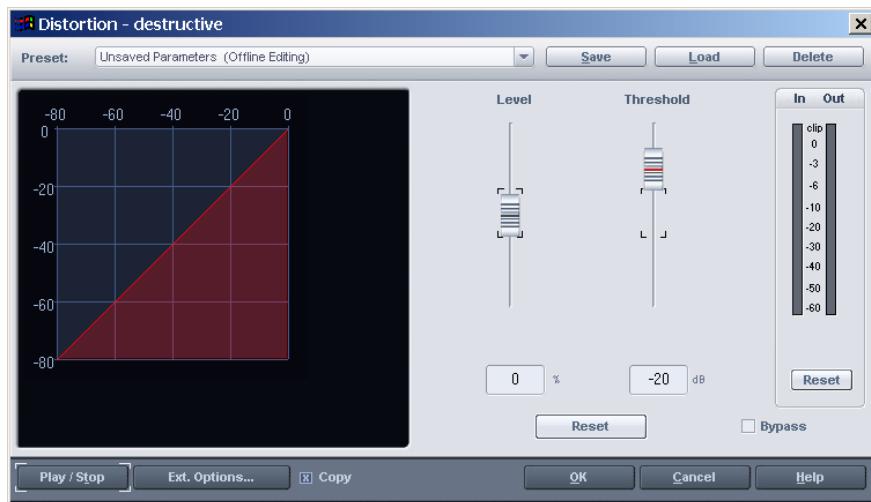 Distortion - destructive
Preset: Unsaved Parameters (Offline Editing) Save Load Delete
Level Threshold In Out
-80 -60 -40 -20 0
0
-20
-40
-60
-80
clip
0
-3
-6
-10
-20
-30
-40
-50
-60
0 % -20 dB Reset
Reset Bypass
Play / Stop Ext. Options... x Copy OK Cancel Help